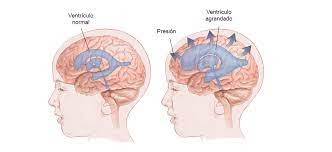 Ventrículo
normal
Ventrículo
agrandado
Presión